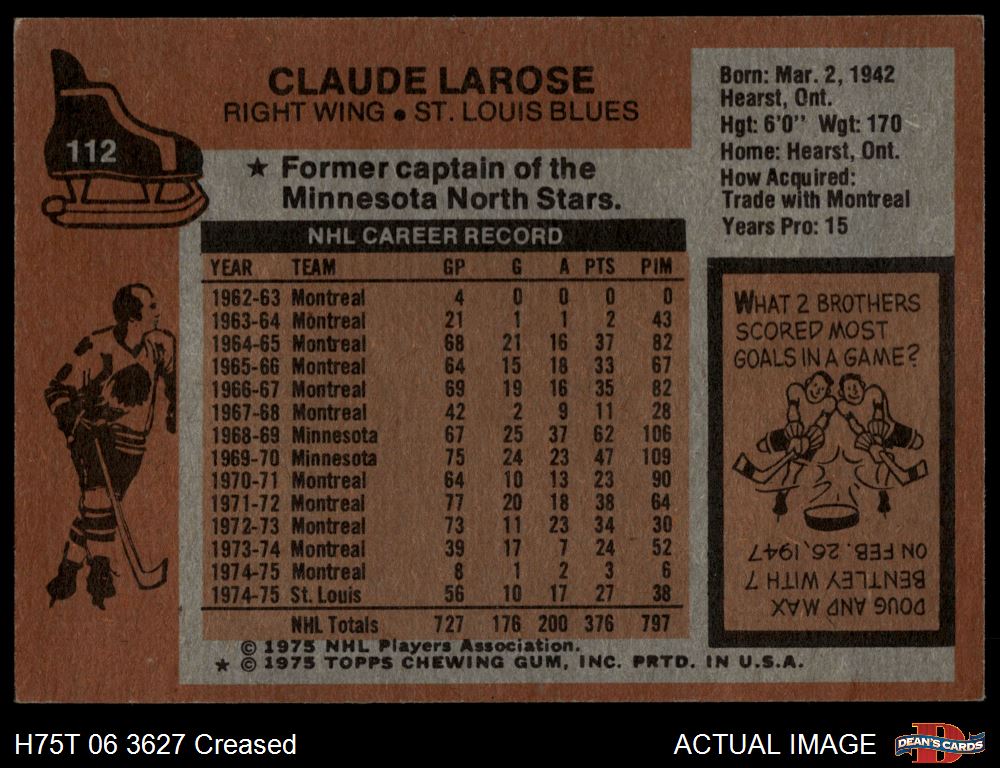 112
CLAUDE LAROSE
RIGHT WING ● ST. LOUIS BLUES
★ Former captain of the
Minnesota North Stars.
Born: Mar. 2, 1942
Hearst, Ont.
Hgt: 6'0" Wgt: 170
Home: Hearst, Ont.
How Acquired:
Trade with Montreal
Years Pro: 15
NHL CAREER RECORD
YEAR TEAM GP G A PTS PIM
1962-63 Montreal 4 0 0 0 0
1963-64 Montreal 21 1 1 2 43
1964-65 Montreal 68 21 16 37 82
1965-66 Montreal 64 15 18 33 67
1966-67 Montreal 69 19 16 35 82
1967-68 Montreal 42 2 9 11 28
1968-69 Minnesota 67 25 37 62 106
1969-70 Minnesota 75 24 23 47 109
1970-71 Montreal 64 10 13 23 90
1971-72 Montreal 77 20 18 38 64
1972-73 Montreal 73 11 23 34 30
1973-74 Montreal 39 17 7 24 52
1974-75 Montreal 8 1 2 3 6
1974-75 St. Louis 56 10 17 27 38
NHL Totals 727 176 200 376 797
WHAT 2 BROTHERS
SCORED MOST
GOALS IN A GAME?
DOUG AND MAX
BENTLEY WITH 7
ON FEB. 26, 1947
© 1975 NHL Players Association.
★ © 1975 TOPPS CHEWING GUM, INC. PRTD. IN U.S.A.
H75T 06 3627 Creased
ACTUAL IMAGE
D
DEAN'S CARDS